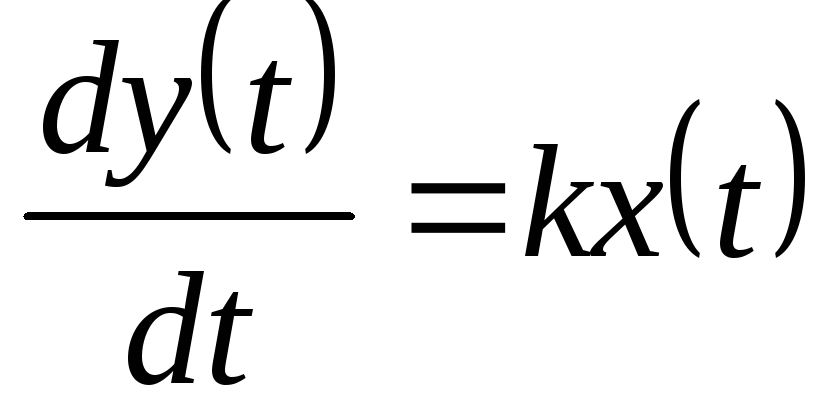 dy(t)
dt
=kx(t)